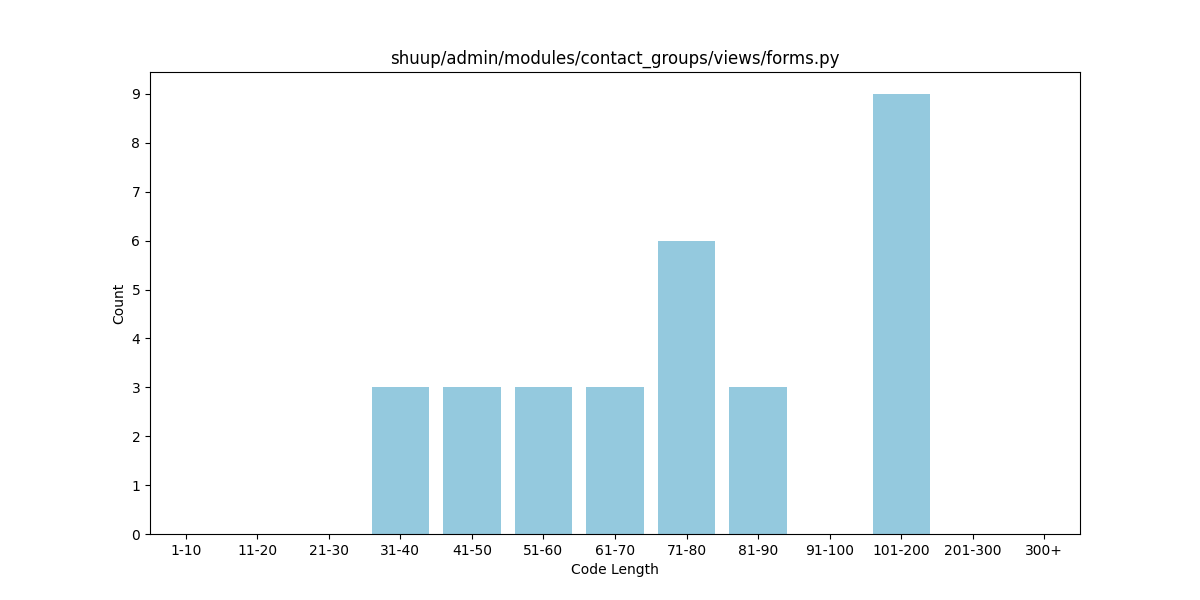 shuup/admin/modules/contact_groups/views/forms.py
Count
9
8
7
6
5
4
3
2
1
0
1-10 11-20 21-30 31-40 41-50 51-60 61-70 71-80 81-90 91-100 101-200 201-300 300+
Code Length